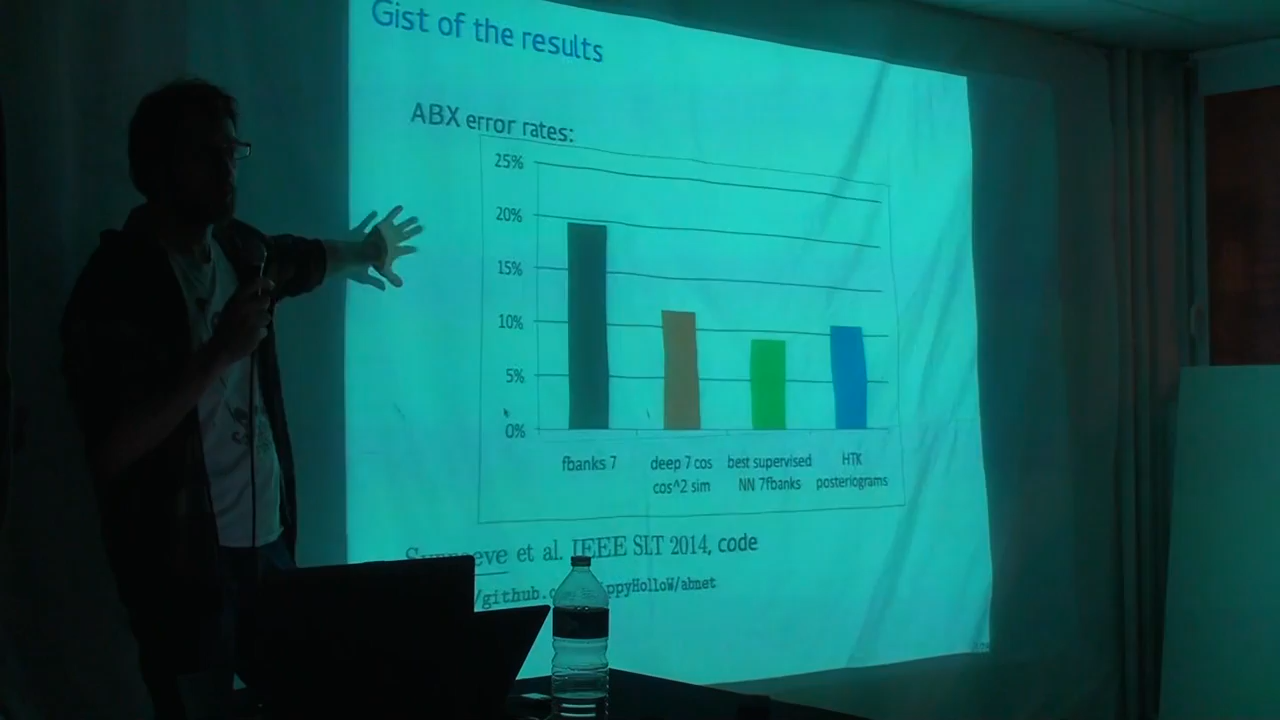 Gist of the results
ABX error rates:
25%
20%
15%
10%
5%
0%
fbanks 7
deep 7 cos
cos^2 sim
best supervised
NN 7fbanks
HTK
posteriograms
et al. IEEE SLT 2014, code
/github.c ppyHolloW/abnet